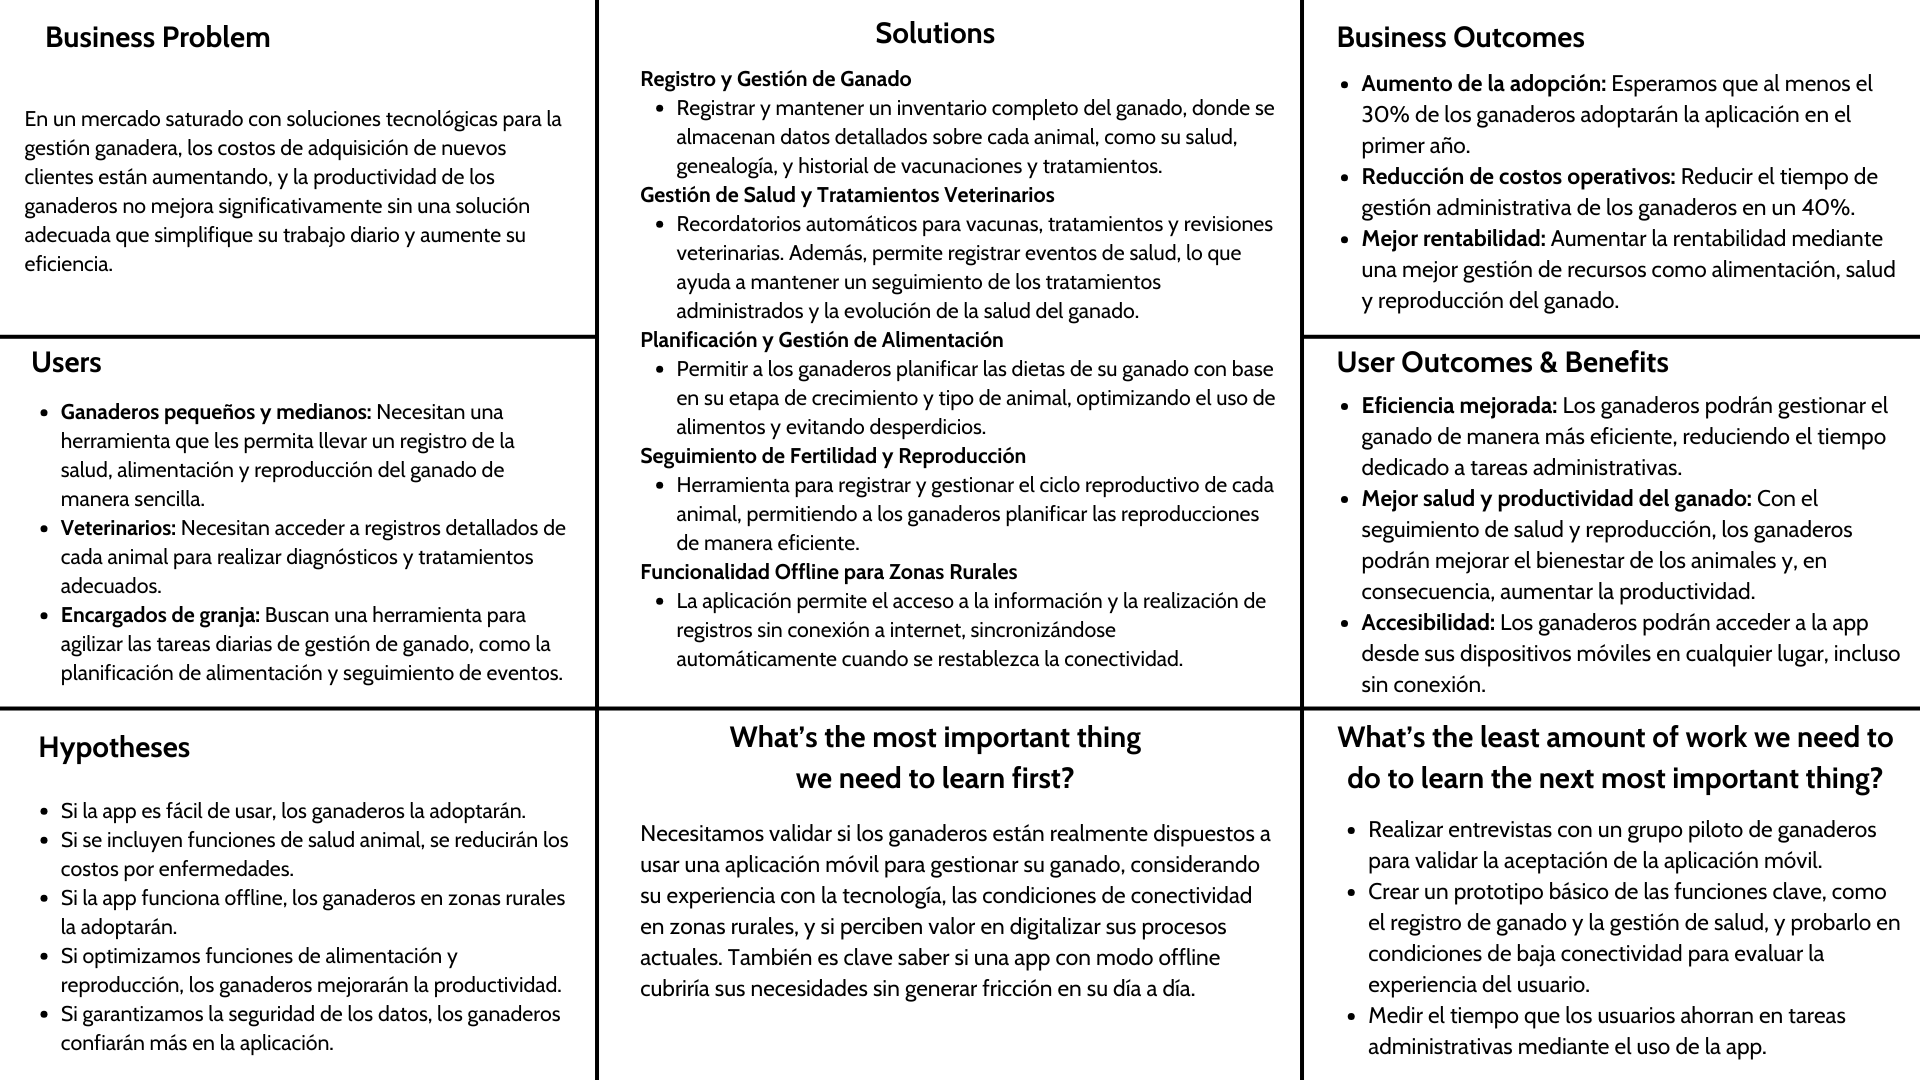 Business Problem
En un mercado saturado con soluciones tecnológicas para la
gestión ganadera, los costos de adquisición de nuevos
clientes están aumentando, y la productividad de los
ganaderos no mejora significativamente sin una solución
adecuada que simplifique su trabajo diario y aumente su
eficiencia.
Users
• Ganaderos pequeños y medianos: Necesitan una
herramienta que les permita llevar un registro de la
salud, alimentación y reproducción del ganado de
manera sencilla.
• Veterinarios: Necesitan acceder a registros detallados de
cada animal para realizar diagnósticos y tratamientos
adecuados.
• Encargados de granja: Buscan una herramienta para
agilizar las tareas diarias de gestión de ganado, como la
planificación de alimentación y seguimiento de eventos.
Solutions
Registro y Gestión de Ganado
• Registrar y mantener un inventario completo del ganado, donde se
almacenan datos detallados sobre cada animal, como su salud,
genealogía, y historial de vacunaciones y tratamientos.
Gestión de Salud y Tratamientos Veterinarios
• Recordatorios automáticos para vacunas, tratamientos y revisiones
veterinarias. Además, permite registrar eventos de salud, lo que
ayuda a mantener un seguimiento de los tratamientos
administrados y la evolución de la salud del ganado.
Planificación y Gestión de Alimentación
• Permitir a los ganaderos planificar las dietas de su ganado con base
en su etapa de crecimiento y tipo de animal, optimizando el uso de
alimentos y evitando desperdicios.
Seguimiento de Fertilidad y Reproducción
• Herramienta para registrar y gestionar el ciclo reproductivo de cada
animal, permitiendo a los ganaderos planificar las reproducciones
de manera eficiente.
Funcionalidad Offline para Zonas Rurales
• La aplicación permite el acceso a la información y la realización de
registros sin conexión a internet, sincronizándose
automáticamente cuando se restablezca la conectividad.
Business Outcomes
• Aumento de la adopción: Esperamos que al menos el
30% de los ganaderos adoptarán la aplicación en el
primer año.
• Reducción de costos operativos: Reducir el tiempo de
gestión administrativa de los ganaderos en un 40%.
• Mejor rentabilidad: Aumentar la rentabilidad mediante
una mejor gestión de recursos como alimentación, salud
y reproducción del ganado.
User Outcomes & Benefits
• Eficiencia mejorada: Los ganaderos podrán gestionar el
ganado de manera más eficiente, reduciendo el tiempo
dedicado a tareas administrativas.
• Mejor salud y productividad del ganado: Con el
seguimiento de salud y reproducción, los ganaderos
podrán mejorar el bienestar de los animales y, en
consecuencia, aumentar la productividad.
• Accesibilidad: Los ganaderos podrán acceder a la app
desde sus dispositivos móviles en cualquier lugar, incluso
sin conexión.
Hypotheses
• Si la app es fácil de usar, los ganaderos la adoptarán.
• Si se incluyen funciones de salud animal, se reducirán los
costos por enfermedades.
• Si la app funciona offline, los ganaderos en zonas rurales
la adoptarán.
• Si optimizamos funciones de alimentación y
reproducción, los ganaderos mejorarán la productividad.
• Si garantizamos la seguridad de los datos, los ganaderos
confiarán más en la aplicación.
What’s the most important thing
we need to learn first?
Necesitamos validar si los ganaderos están realmente dispuestos a
usar una aplicación móvil para gestionar su ganado, considerando
su experiencia con la tecnología, las condiciones de conectividad
en zonas rurales, y si perciben valor en digitalizar sus procesos
actuales. También es clave saber si una app con modo offline
cubriría sus necesidades sin generar fricción en su día a día.
What’s the least amount of work we need to
do to learn the next most important thing?
• Realizar entrevistas con un grupo piloto de ganaderos
para validar la aceptación de la aplicación móvil.
• Crear un prototipo básico de las funciones clave, como
el registro de ganado y la gestión de salud, y probarlo en
condiciones de baja conectividad para evaluar la
experiencia del usuario.
• Medir el tiempo que los usuarios ahorran en tareas
administrativas mediante el uso de la app.